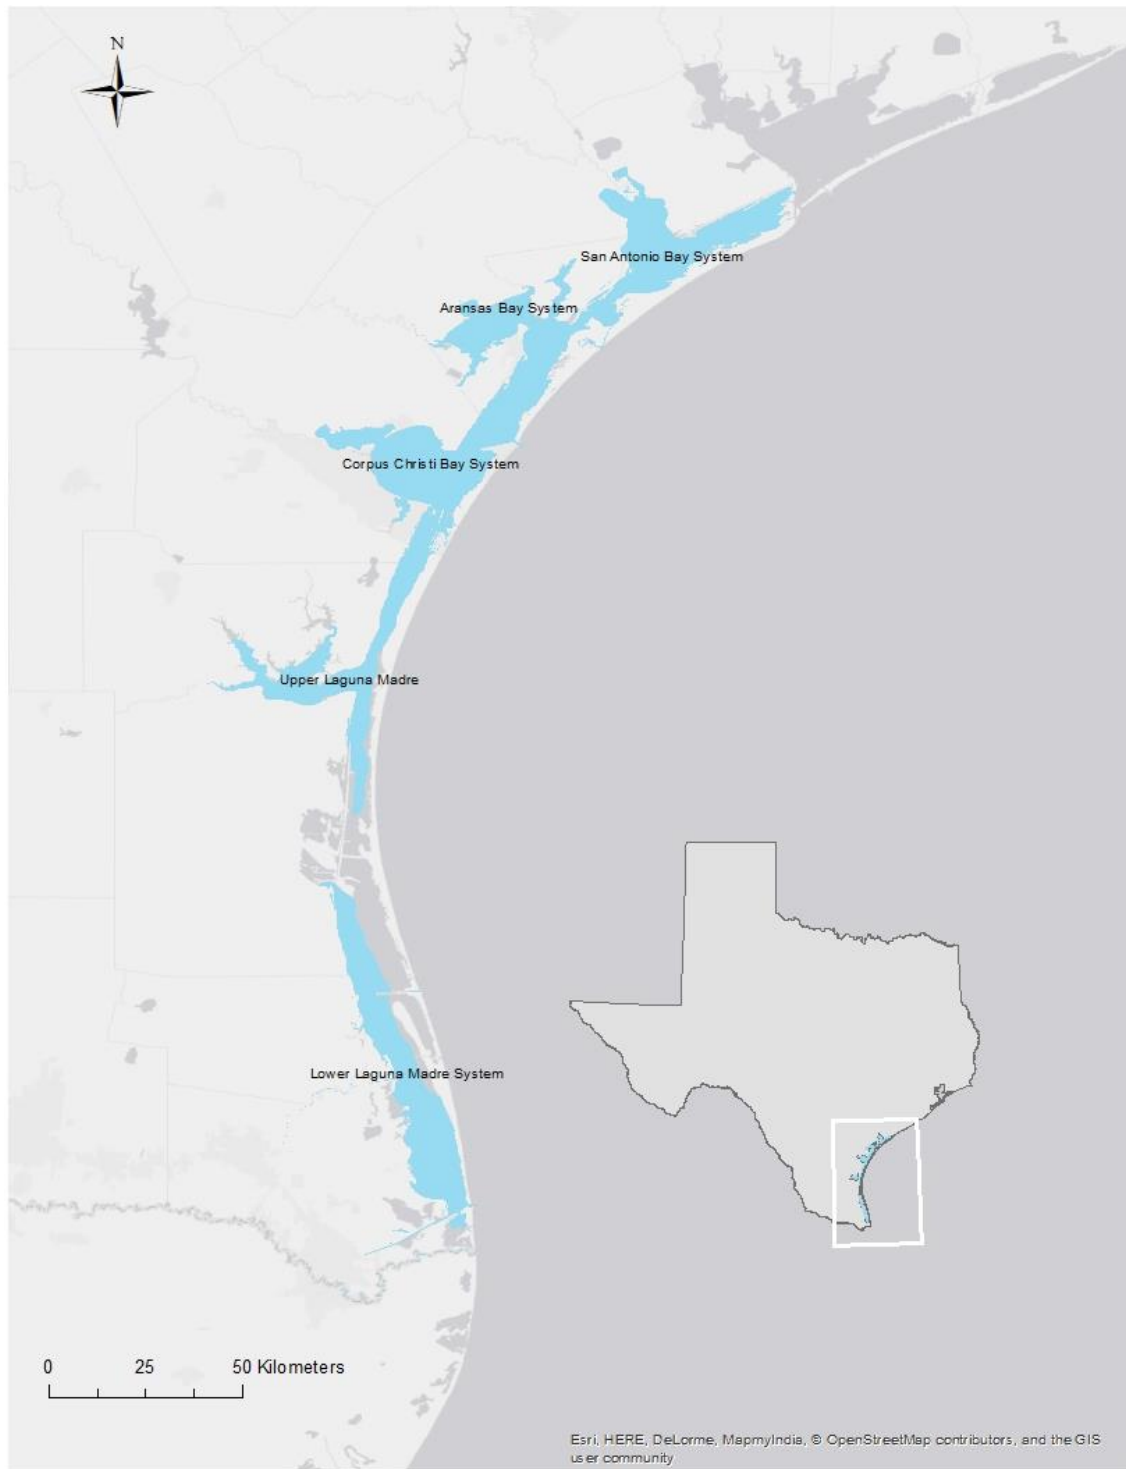 N
San Antonio Bay System
Aransas Bay System
Corpus Christi Bay System
Upper Laguna Madre
Lower Laguna Madre System
0 25 50 Kilometers
Esri, HERE, DeLorme, MapmyIndia, © OpenStreetMap contributors, and the GIS
user community